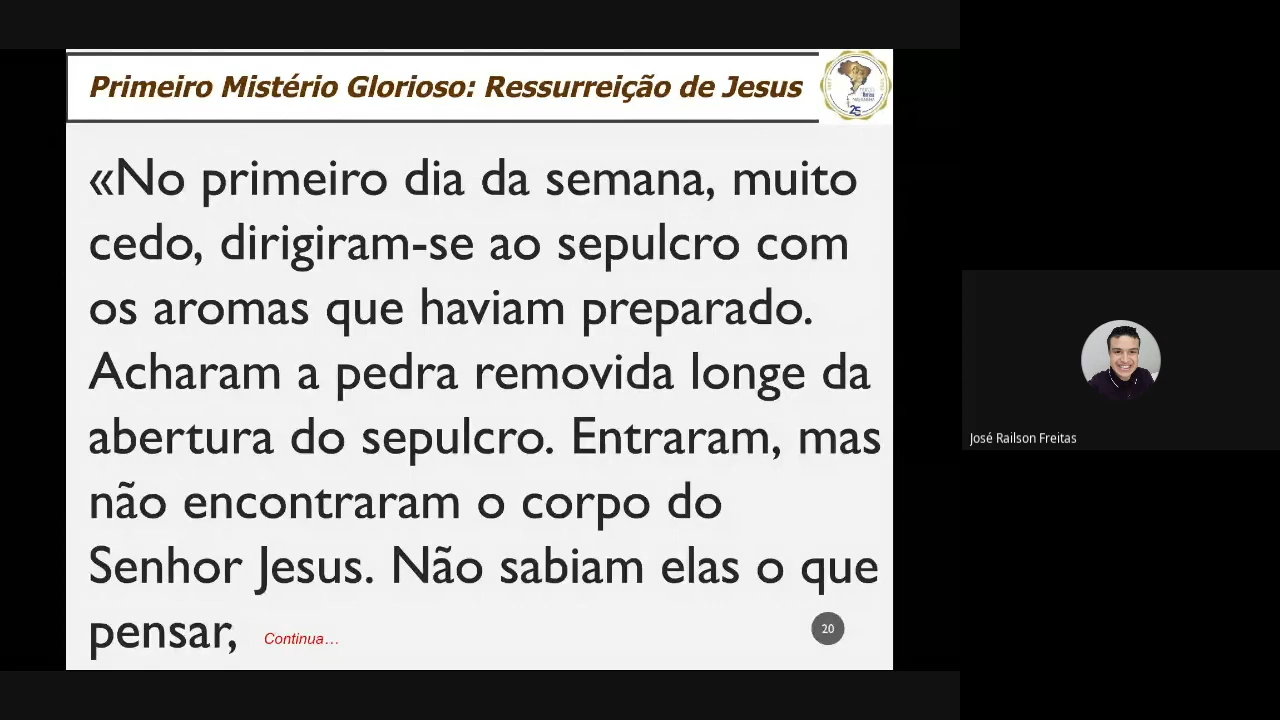 Primeiro Mistério Glorioso: Ressurreição de Jesus
25
«No primeiro dia da semana, muito
cedo, dirigiram-se ao sepulcro com
os aromas que haviam preparado.
Acharam a pedra removida longe da
abertura do sepulcro. Entraram, mas
não encontraram o corpo do
Senhor Jesus. Não sabiam elas o que
pensar, Continua...
20
José Railson Freitas